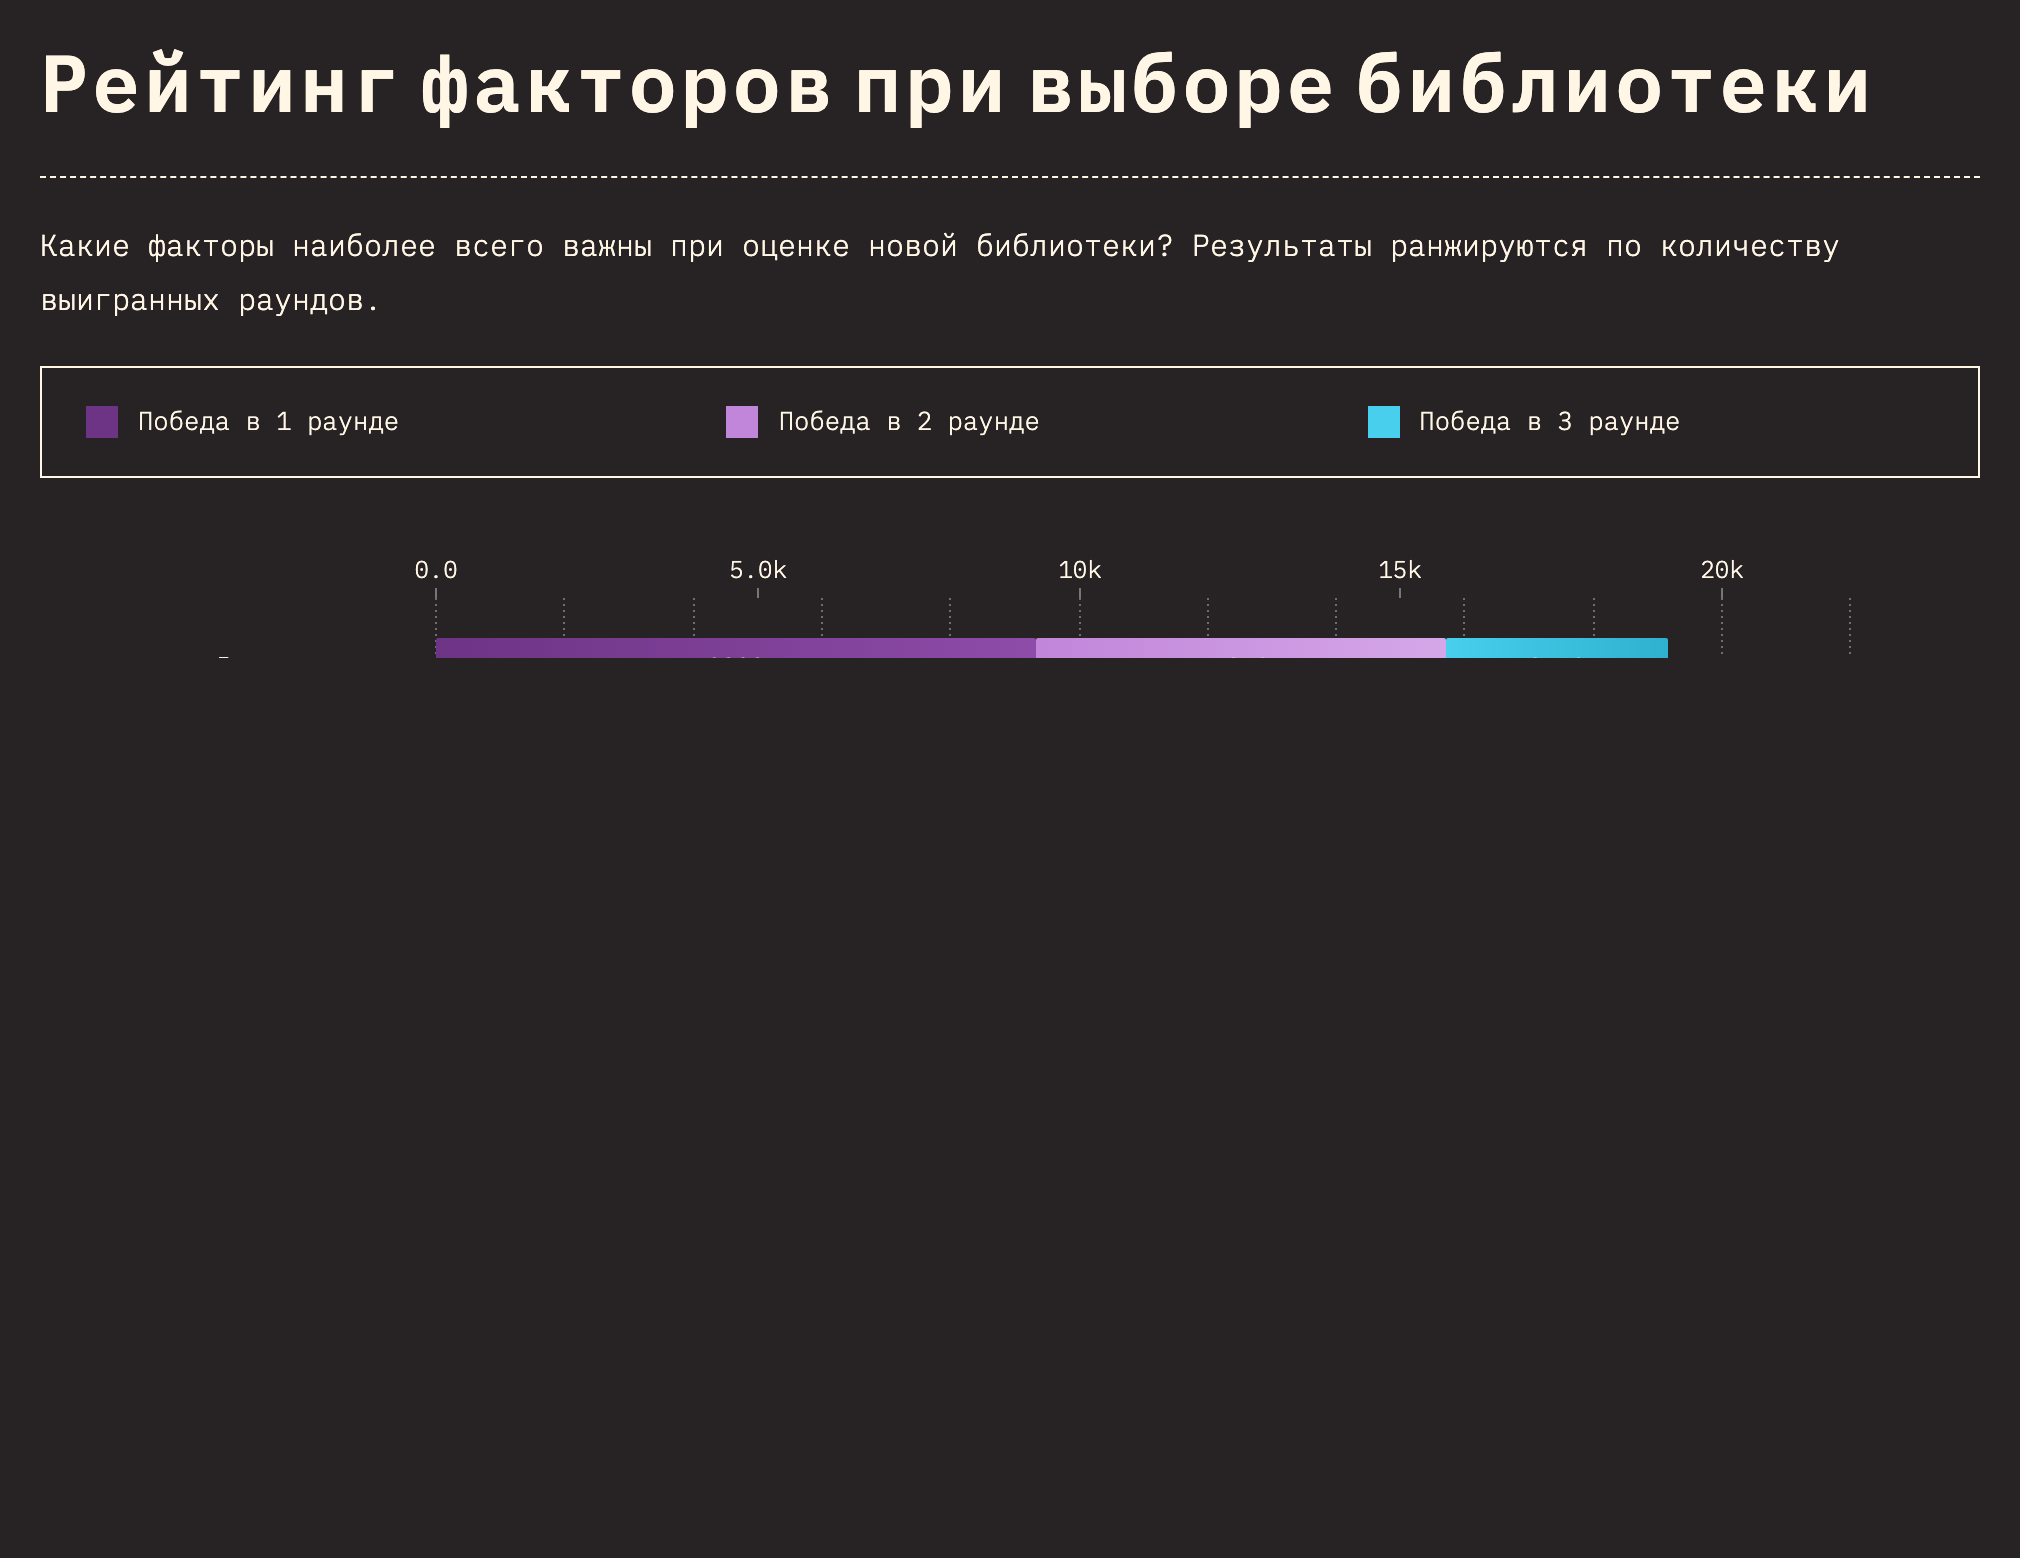 Рейтинг факторов при выборе библиотеки
Какие факторы наиболее всего важны при оценке новой библиотеки? Результаты ранжируются по количеству
выигранных раундов.
Победа в 1 раунде Победа в 2 раунде Победа в 3 раунде
0.0 5.0k 10k 15k 20k